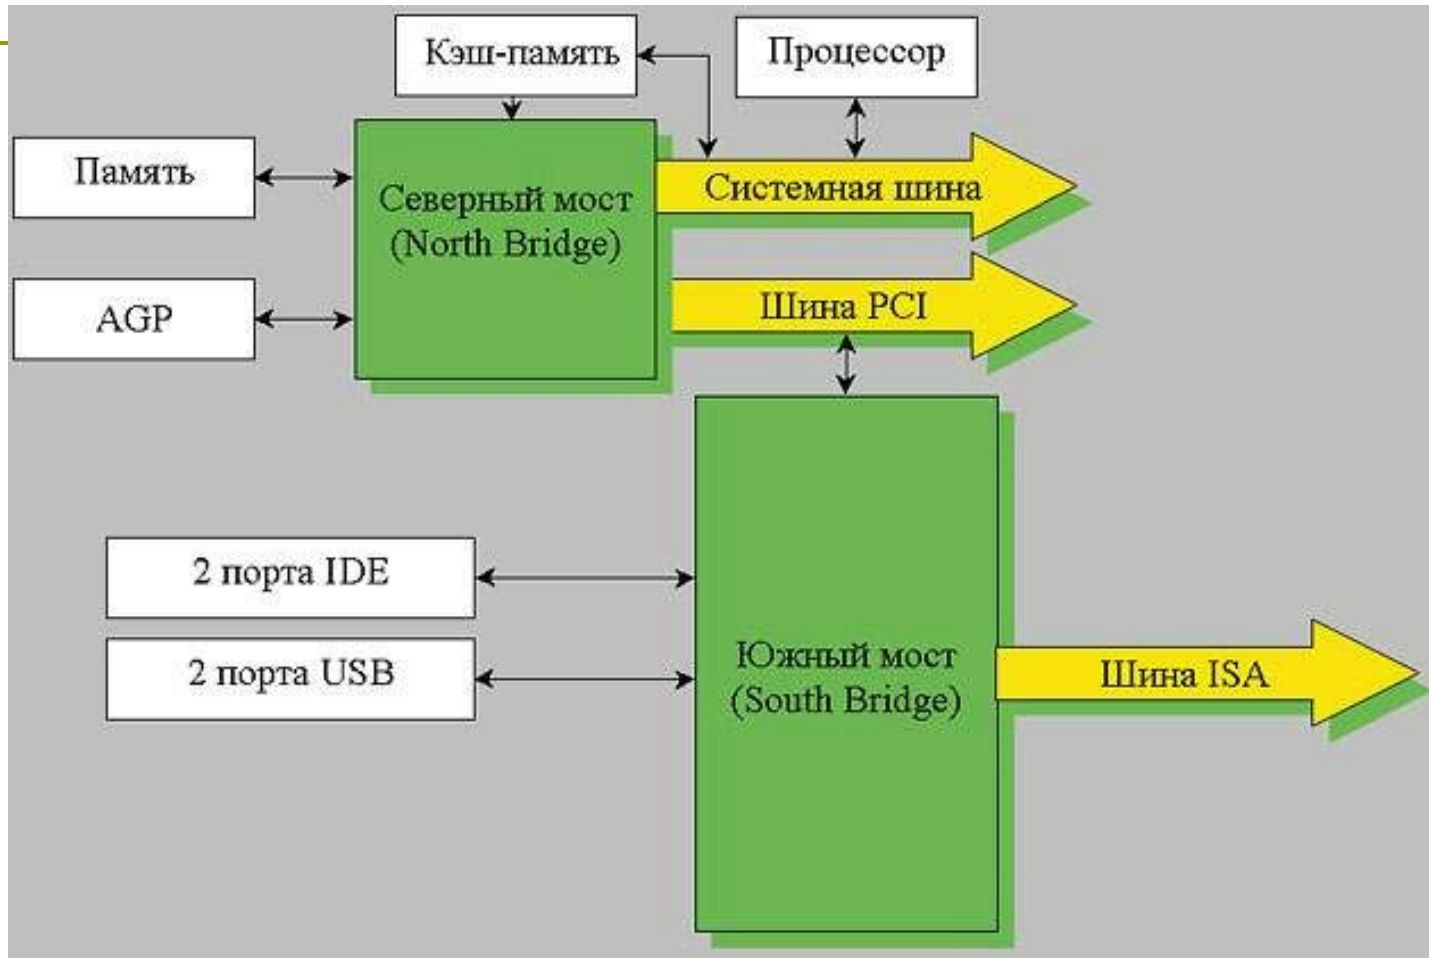 Кэш-память
Процессор
Память
Северный мост
(North Bridge)
Системная шина
AGP
Шина PCI
2 порта IDE
2 порта USB
Южный мост
(South Bridge)
Шина ISA